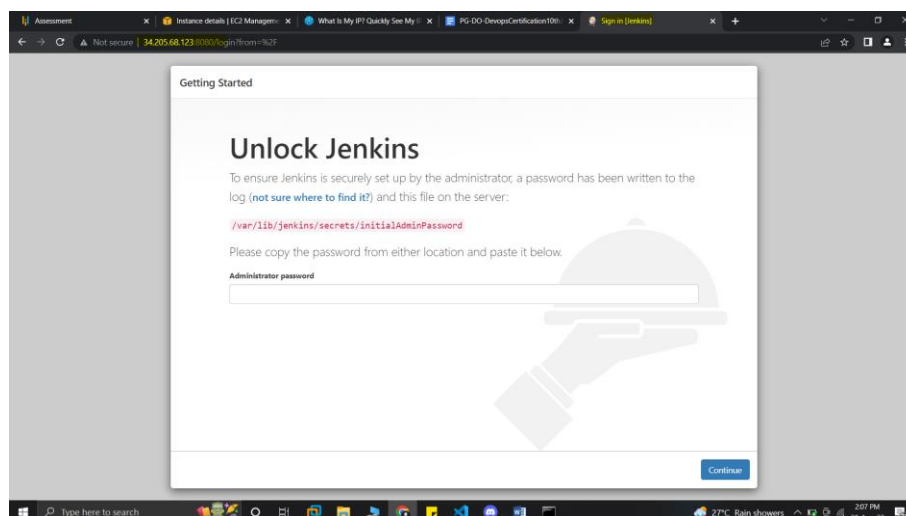 Assessment
Instance details | EC2 Managem
What Is My IP? Quickly See My
PG-DO-DevopsCertification10th
Sign in [Jenkins]
Not secure | 34.205.68.123:8080/login?from=%2F
Getting Started
Unlock Jenkins
To ensure Jenkins is securely set up by the administrator, a password has been written to the
log (not sure where to find it?) and this file on the server:
/var/lib/jenkins/secrets/initialAdminPassword
Please copy the password from either location and paste it below.
Administrator password
Continue
Type here to search
27°C Rain showers
2:07 PM